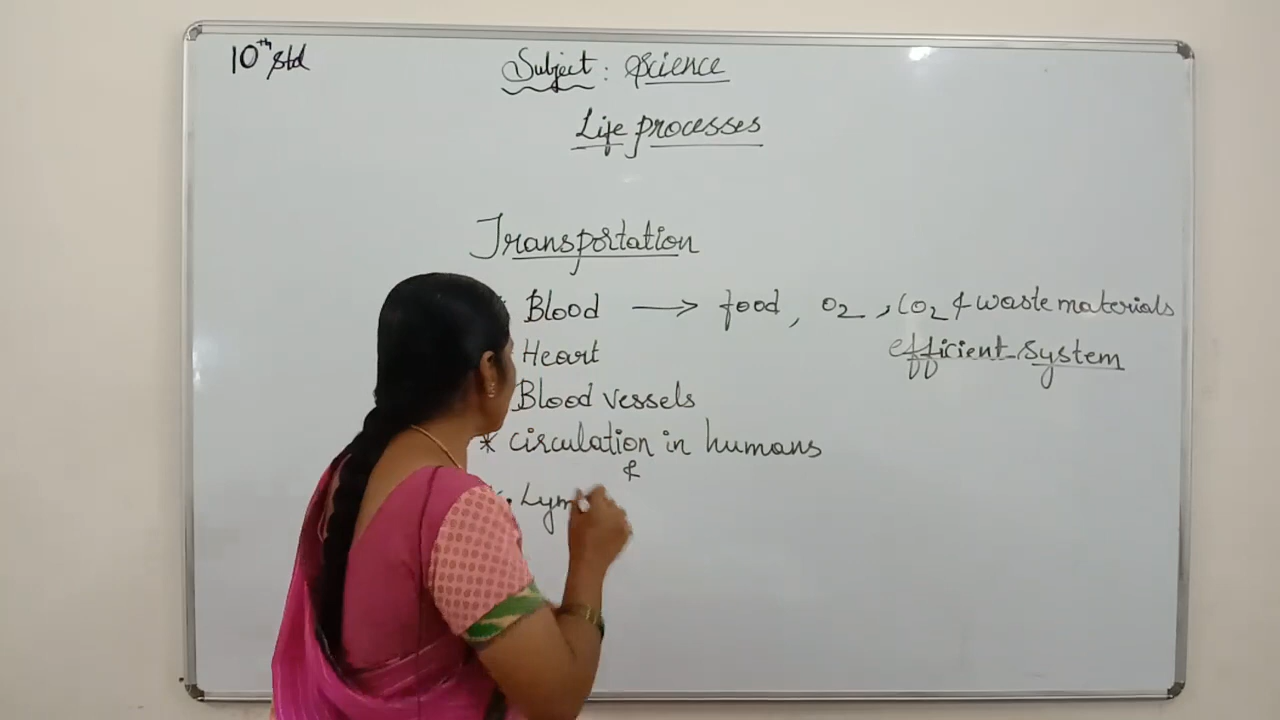 10th Std
Subject: Science
Life processes
Transportation
* Blood → food, O2, CO2 & waste materials
Heart
efficient system
Blood vessels
* circulation in humans
&
* Lym